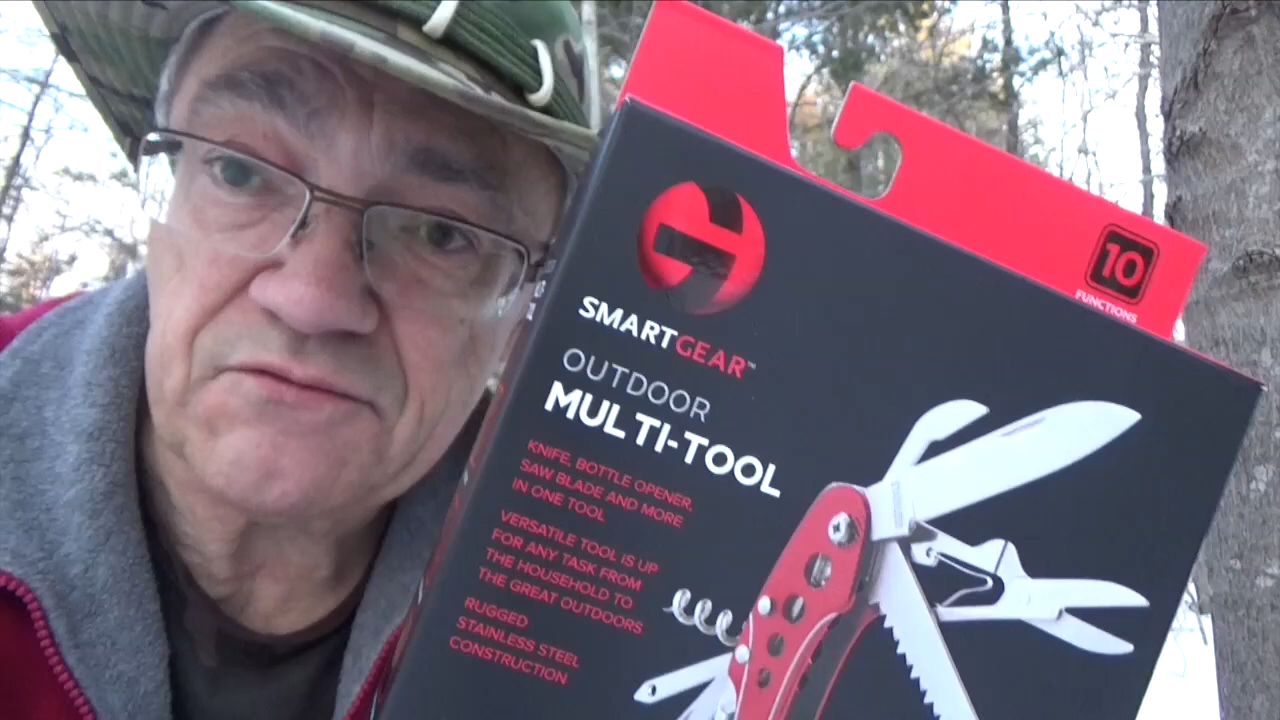 10
FUNCTIONS
SMARTGEAR™
OUTDOOR
MULTI-TOOL
KNIFE, BOTTLE OPENER,
SAW BLADE AND MORE
IN ONE TOOL
VERSATILE TOOL IS UP
FOR ANY TASK FROM
THE HOUSEHOLD TO
THE GREAT OUTDOORS
RUGGED
STAINLESS STEEL
CONSTRUCTION